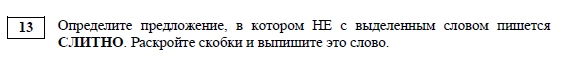 13 Определите предложение, в котором НЕ с выделенным словом пишется
СЛИТНО. Раскройте скобки и выпишите это слово.